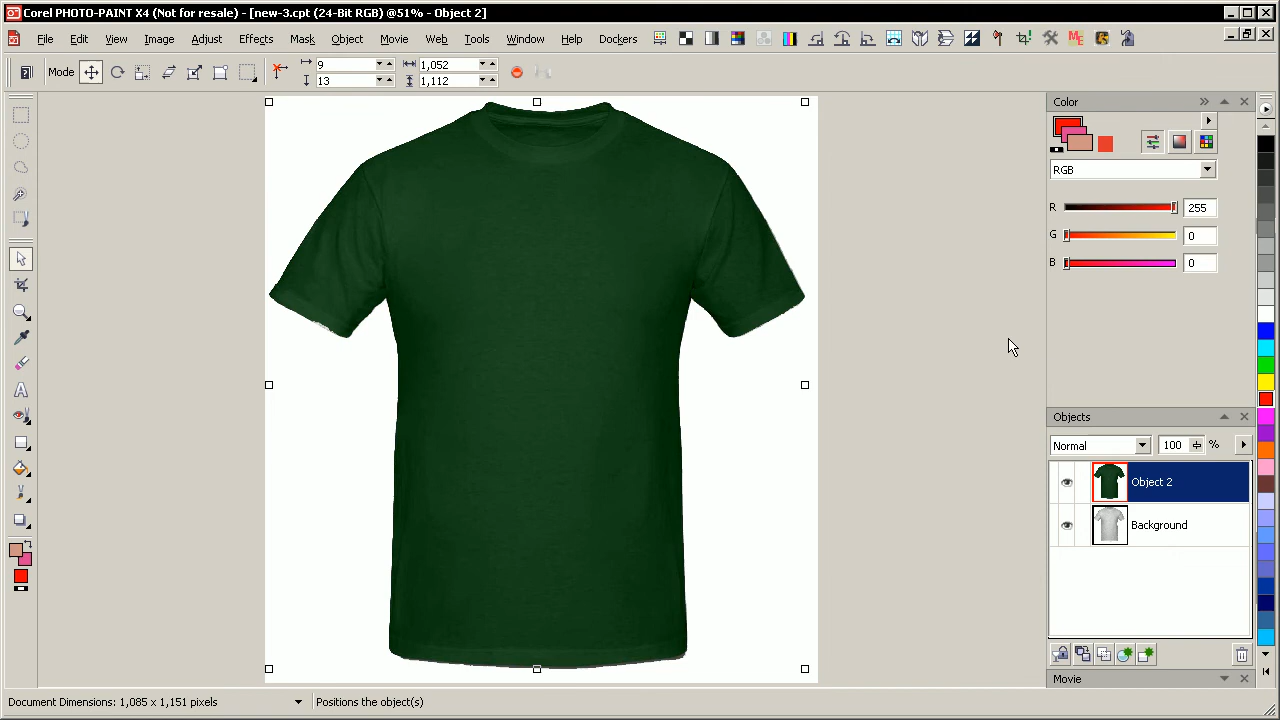 Corel PHOTO-PAINT X4 (Not for resale) - [new-3.cpt (24-Bit RGB) @51% - Object 2]
File Edit View Image Adjust Effects Mask Object Movie Web Tools Window Help Dockers
Mode 9 1,052
13 1,112
Color
RGB
R 255
G 0
B 0
Objects
Normal 100 %
Object 2
Background
Movie
Document Dimensions: 1,085 x 1,151 pixels Positions the object(s)